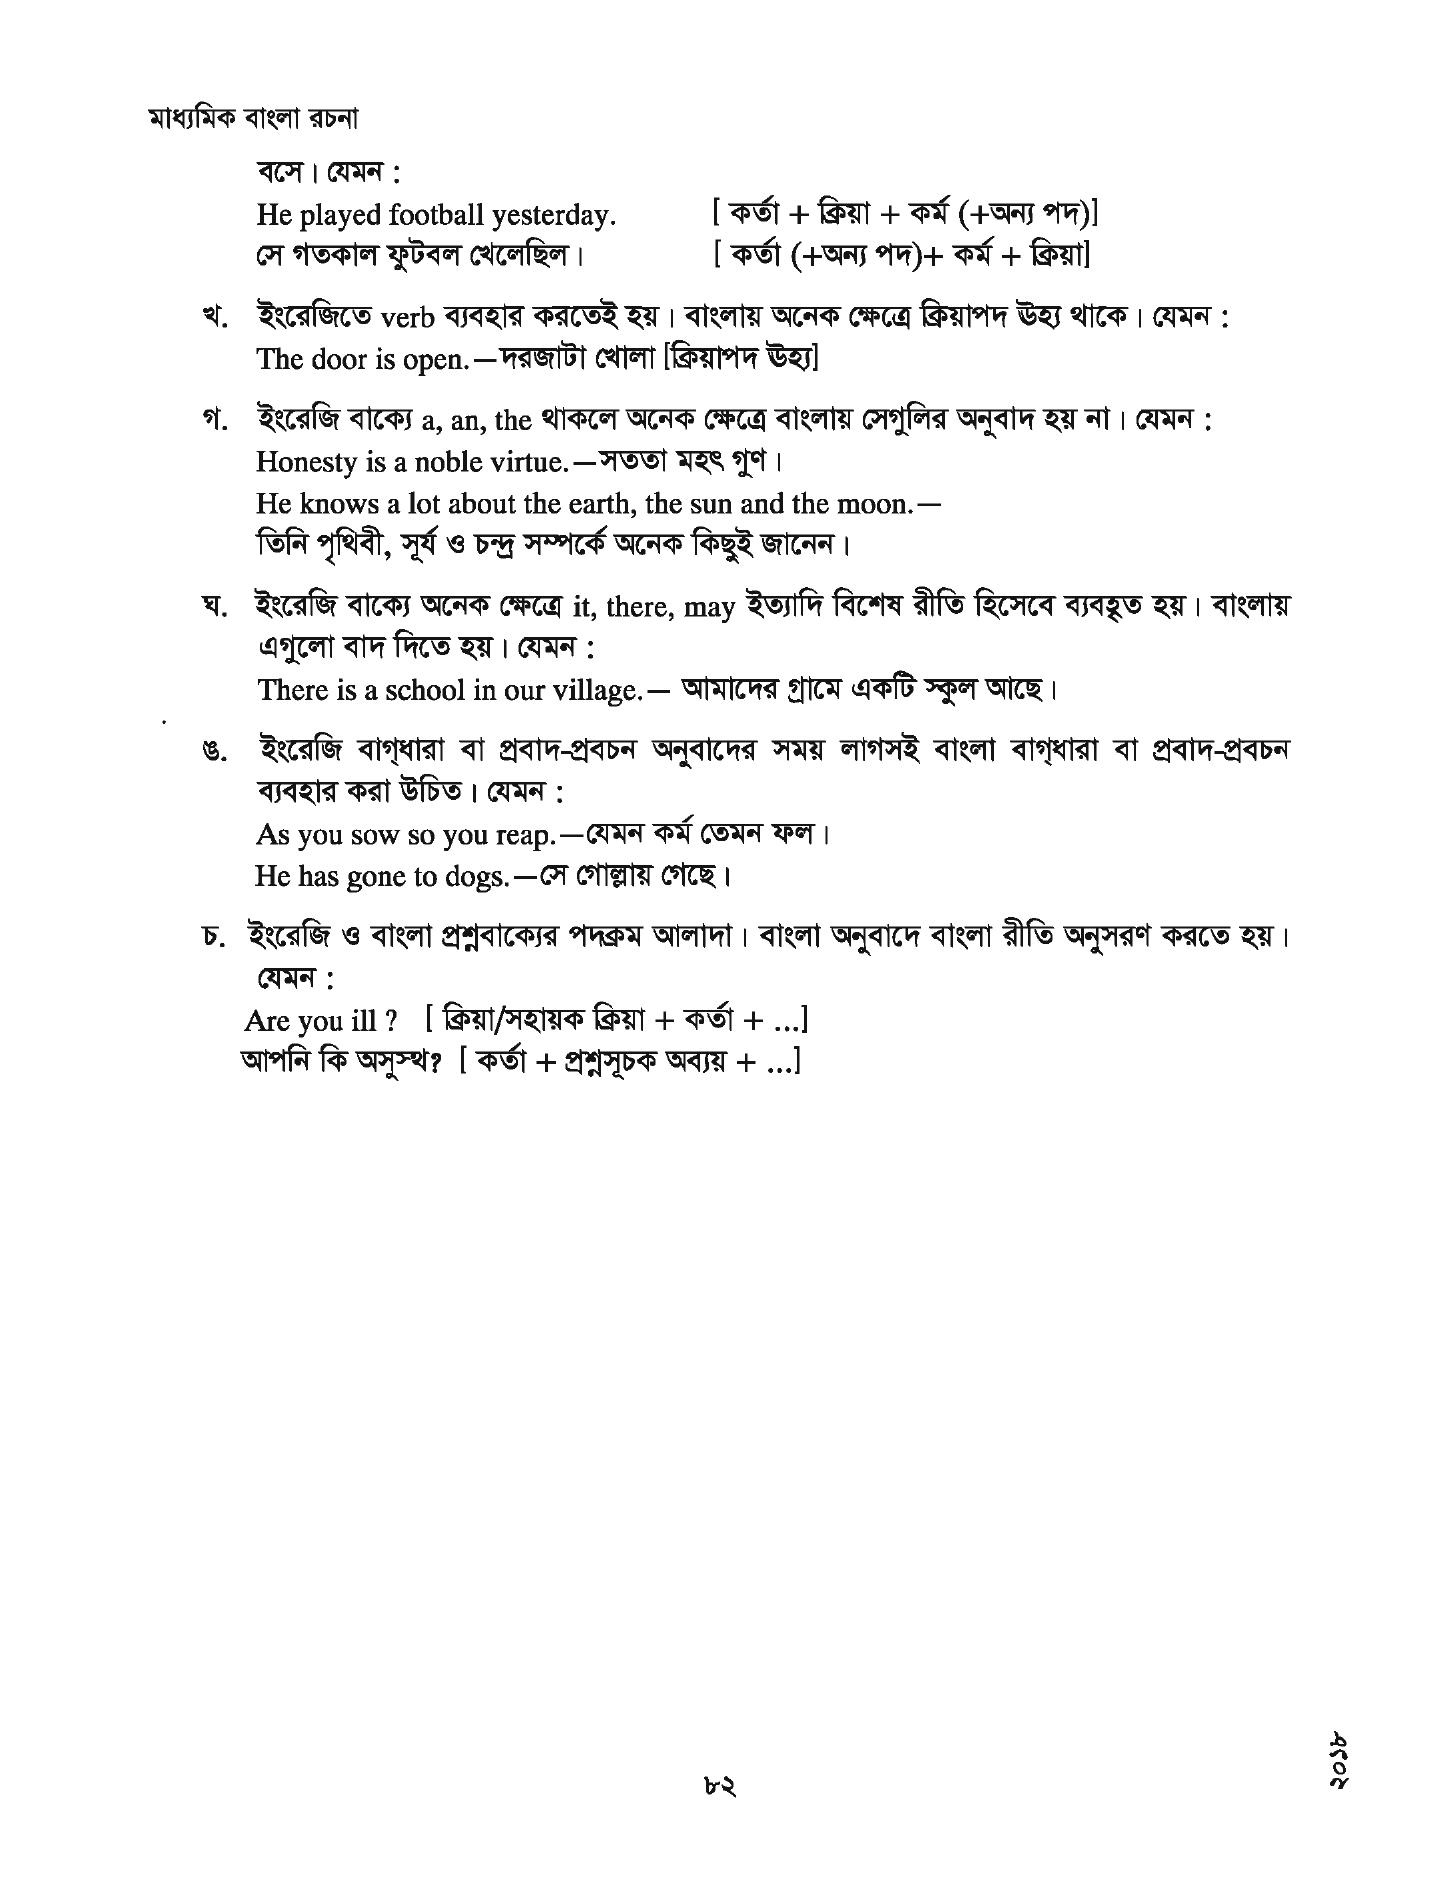 মাধ্যমিক বাংলা রচনা
বসে। যেমন :
He played football yesterday. [ কর্তা + ক্রিয়া + কর্ম (+অন্য পদ)]
সে গতকাল ফুটবল খেলেছিল। [ কর্তা (+অন্য পদ)+ কর্ম + ক্রিয়া]
খ. ইংরেজিতে verb ব্যবহার করতেই হয়। বাংলায় অনেক ক্ষেত্রে ক্রিয়াপদ ঊহ্য থাকে। যেমন :
The door is open.—দরজাটা খোলা [ক্রিয়াপদ ঊহ্য]
গ. ইংরেজি বাক্যে a, an, the থাকলে অনেক ক্ষেত্রে বাংলায় সেগুলির অনুবাদ হয় না। যেমন :
Honesty is a noble virtue.—সততা মহৎ গুণ।
He knows a lot about the earth, the sun and the moon.—
তিনি পৃথিবী, সূর্য ও চন্দ্র সম্পর্কে অনেক কিছুই জানেন।
ঘ. ইংরেজি বাক্যে অনেক ক্ষেত্রে it, there, may ইত্যাদি বিশেষ রীতি হিসেবে ব্যবহৃত হয়। বাংলায়
এগুলো বাদ দিতে হয়। যেমন :
There is a school in our village.— আমাদের গ্রামে একটি স্কুল আছে।
ঙ. ইংরেজি বাগ্‌ধারা বা প্রবাদ-প্রবচন অনুবাদের সময় লাগসই বাংলা বাগ্‌ধারা বা প্রবাদ-প্রবচন
ব্যবহার করা উচিত। যেমন :
As you sow so you reap.—যেমন কর্ম তেমন ফল।
He has gone to dogs.—সে গোল্লায় গেছে।
চ. ইংরেজি ও বাংলা প্রশ্নবাক্যের পদক্রম আলাদা। বাংলা অনুবাদে বাংলা রীতি অনুসরণ করতে হয়।
যেমন :
Are you ill ? [ ক্রিয়া/সহায়ক ক্রিয়া + কর্তা + ...]
আপনি কি অসুস্থ? [ কর্তা + প্রশ্নসূচক অব্যয় + ...]
২০১৮
৮২